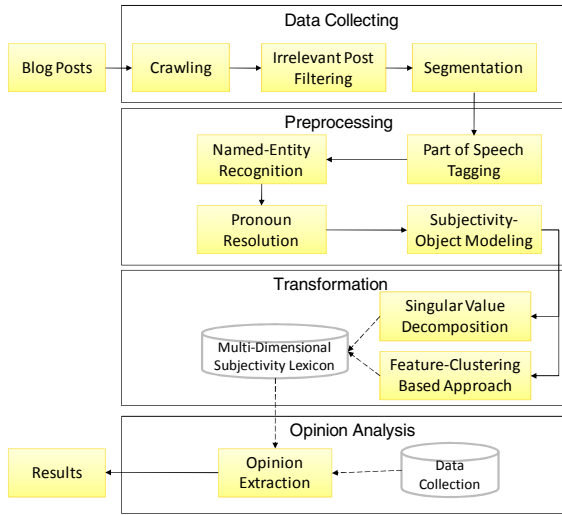 Data Collecting
Blog Posts
Crawling
Irrelevant Post
Filtering
Segmentation
Preprocessing
Named-Entity
Recognition
Part of Speech
Tagging
Pronoun
Resolution
Subjectivity-
Object Modeling
Transformation
Singular Value
Decomposition
Multi-Dimensional
Subjectivity Lexicon
Feature-Clustering
Based Approach
Opinion Analysis
Results
Opinion
Extraction
Data
Collection